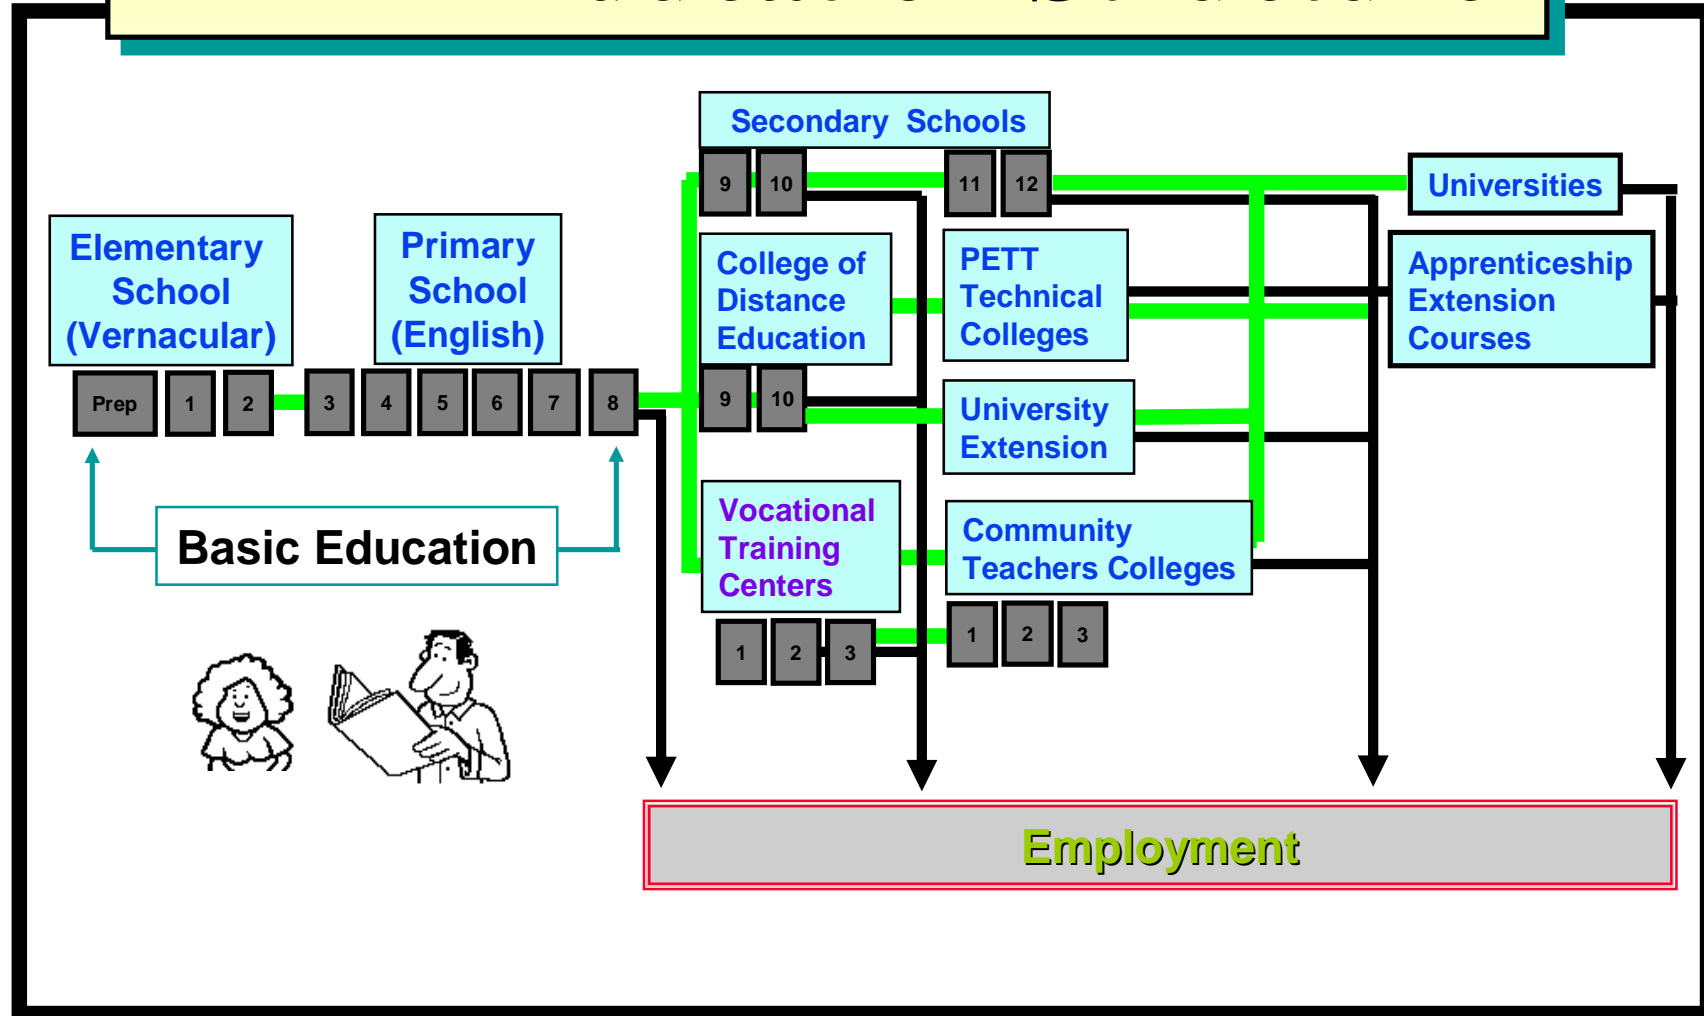 Secondary Schools
9 10 11 12
Universities
Elementary
School
(Vernacular)
Primary
School
(English)
College of
Distance
Education
PETT
Technical
Colleges
Apprenticeship
Extension
Courses
Prep 1 2 3 4 5 6 7 8
9 10
University
Extension
Basic Education
Vocational
Training
Centers
Community
Teachers Colleges
1 2 3
1 2 3
Employment